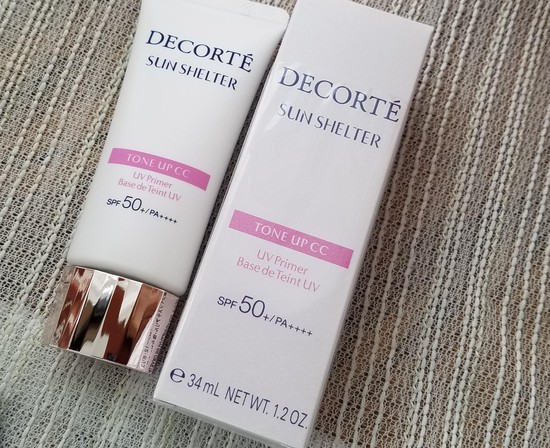 DECORTÉ
SUN SHELTER
TONE UP CC
UV Primer
Base de Teint UV
SPF 50+/PA++++
DECORTÉ
SUN SHELTER
TONE UP CC
UV Primer
Base de Teint UV
SPF 50+/PA++++
℮ 34 mL NET WT. 1.2 OZ.